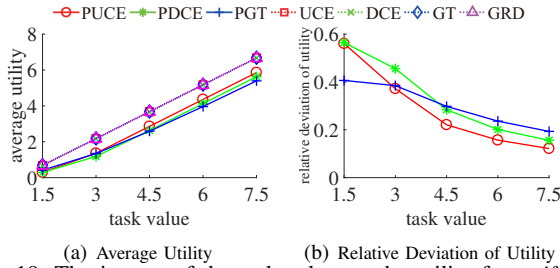 PUCE PDCE PGT UCE DCE GT GRD
average utility
8
6
4
2
0
1.5 3 4.5 6 7.5
task value
(a) Average Utility
relative deviation of utility
0.6
0.4
0.2
0
1.5 3 4.5 6 7.5
task value
(b) Relative Deviation of Utility